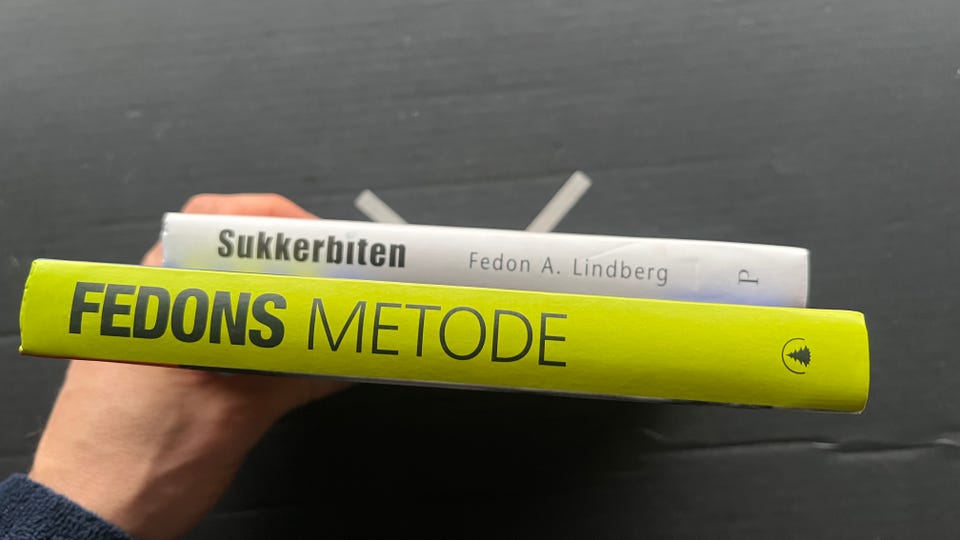 Sukkerbiten Fedon A. Lindberg P
FEDONS METODE